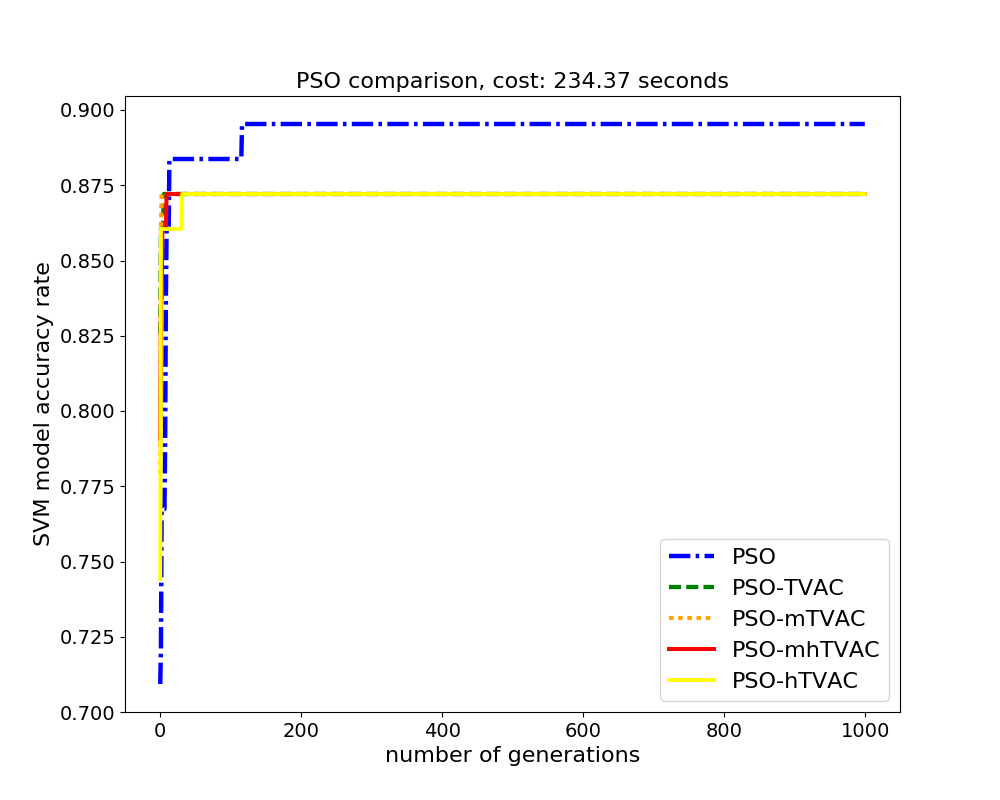 PSO comparison, cost: 234.37 seconds
SVM model accuracy rate
0.900
0.875
0.850
0.825
0.800
0.775
0.750
0.725
0.700
PSO
PSO-TVAC
PSO-mTVAC
PSO-mhTVAC
PSO-hTVAC
0 200 400 600 800 1000
number of generations